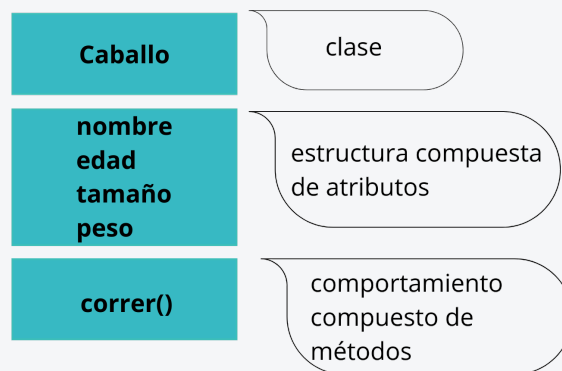 Caballo
clase
nombre
edad
tamaño
peso
estructura compuesta
de atributos
correr()
comportamiento
compuesto de
métodos